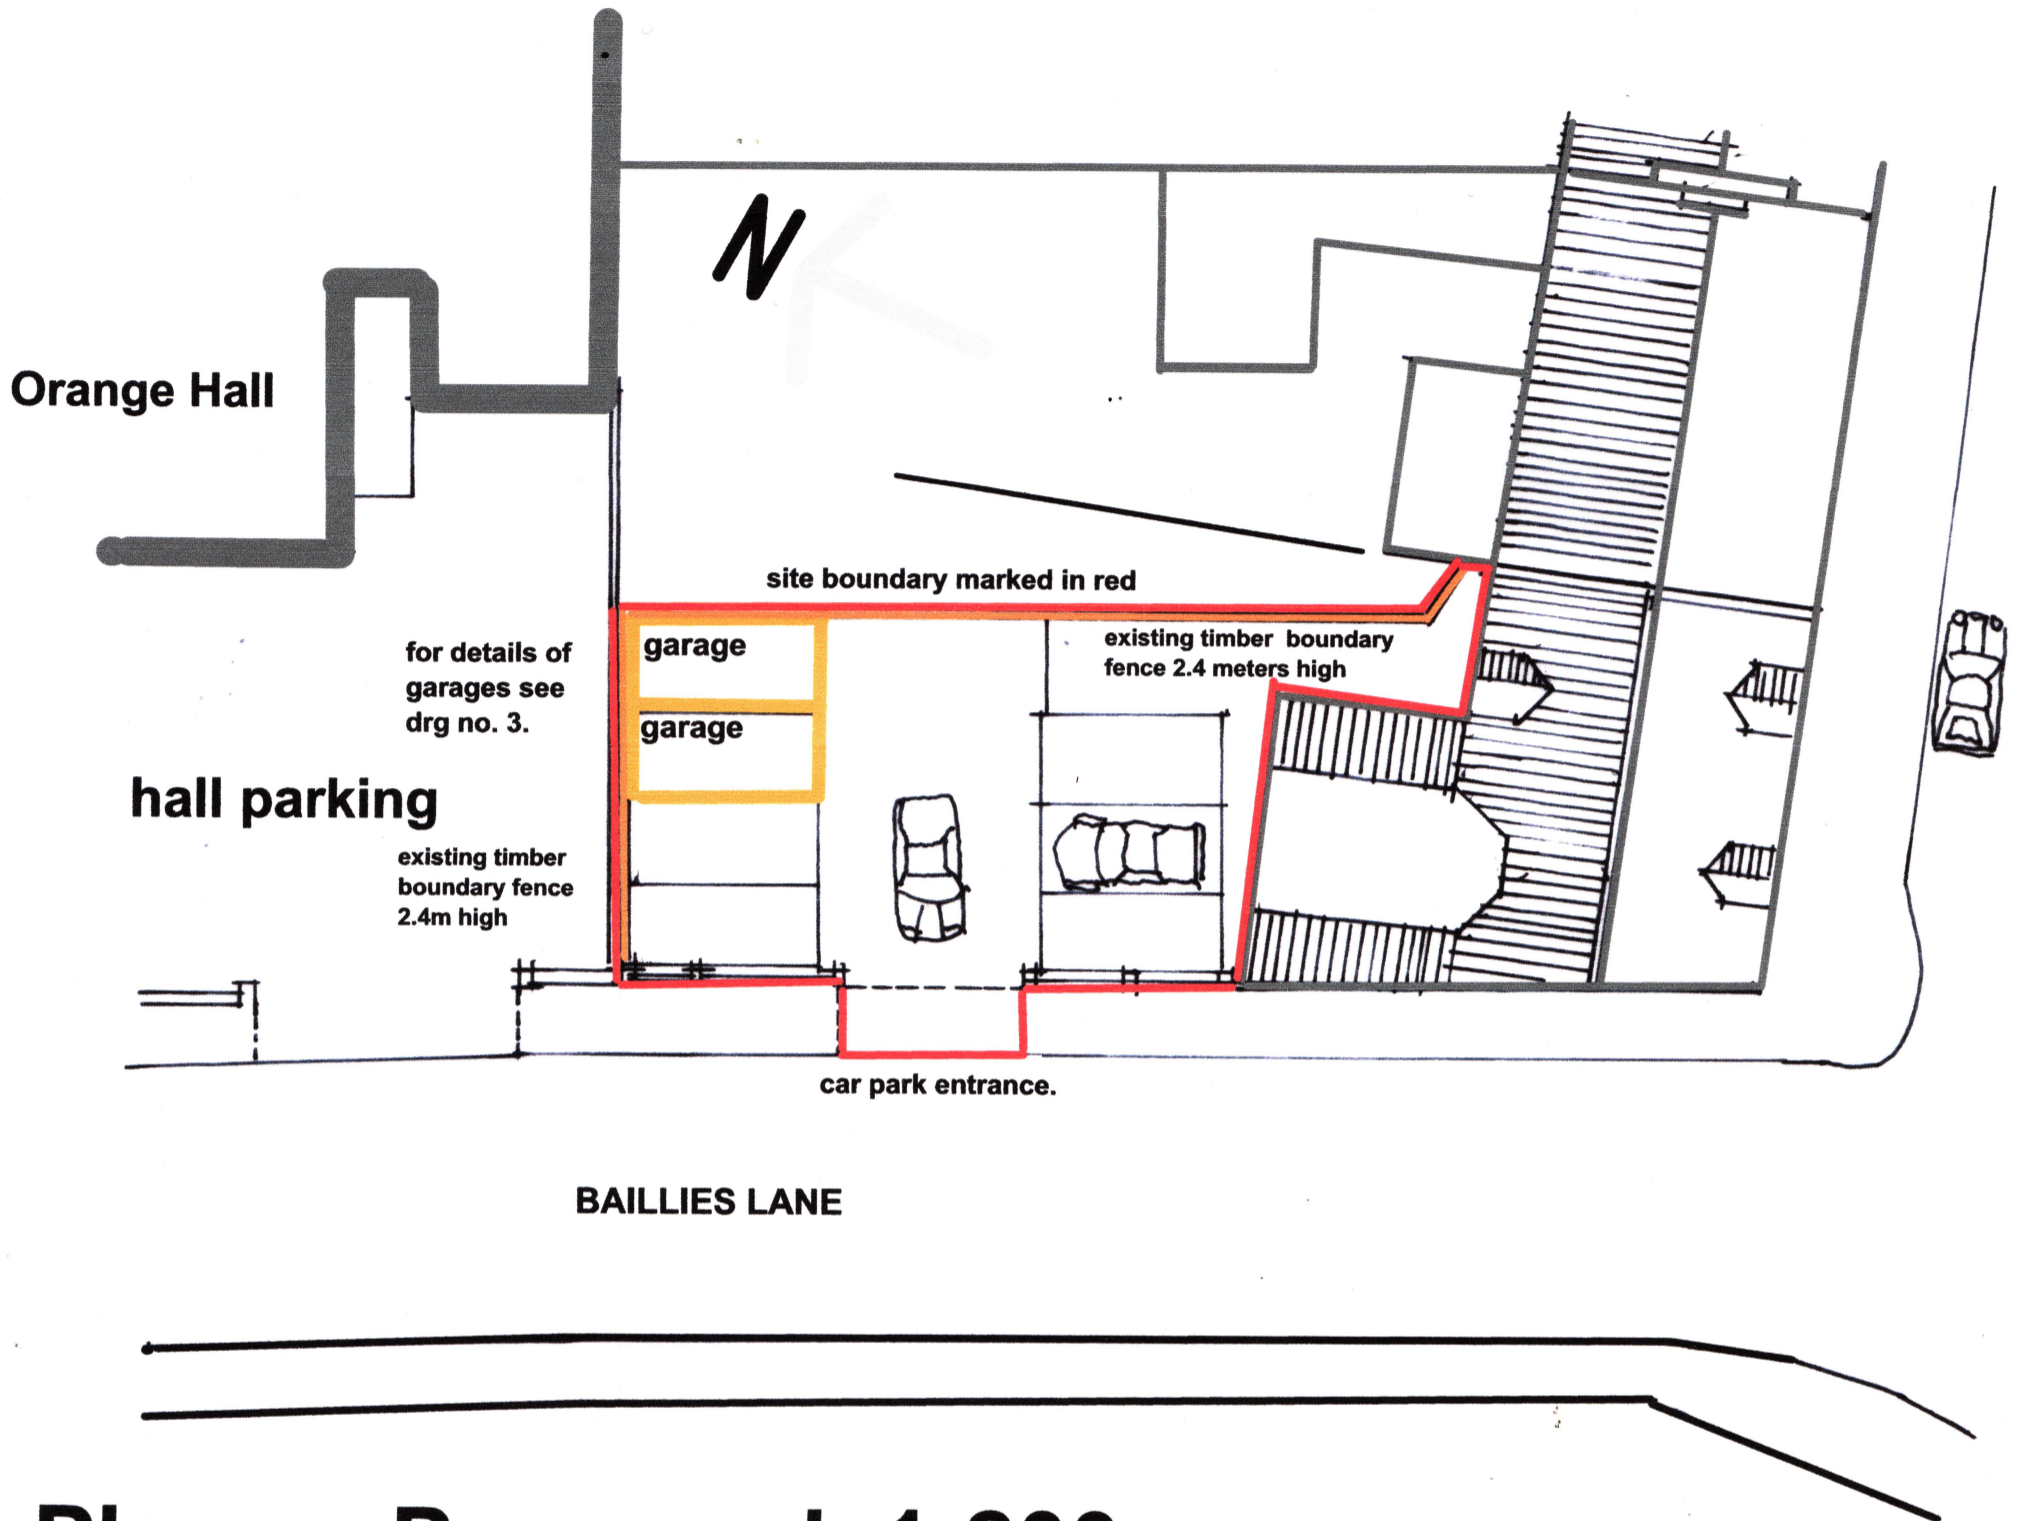 N
Orange Hall
site boundary marked in red
for details of
garages see
drg no. 3.
garage
garage
existing timber boundary
fence 2.4 meters high
hall parking
existing timber
boundary fence
2.4m high
car park entrance.
BAILLIES LANE